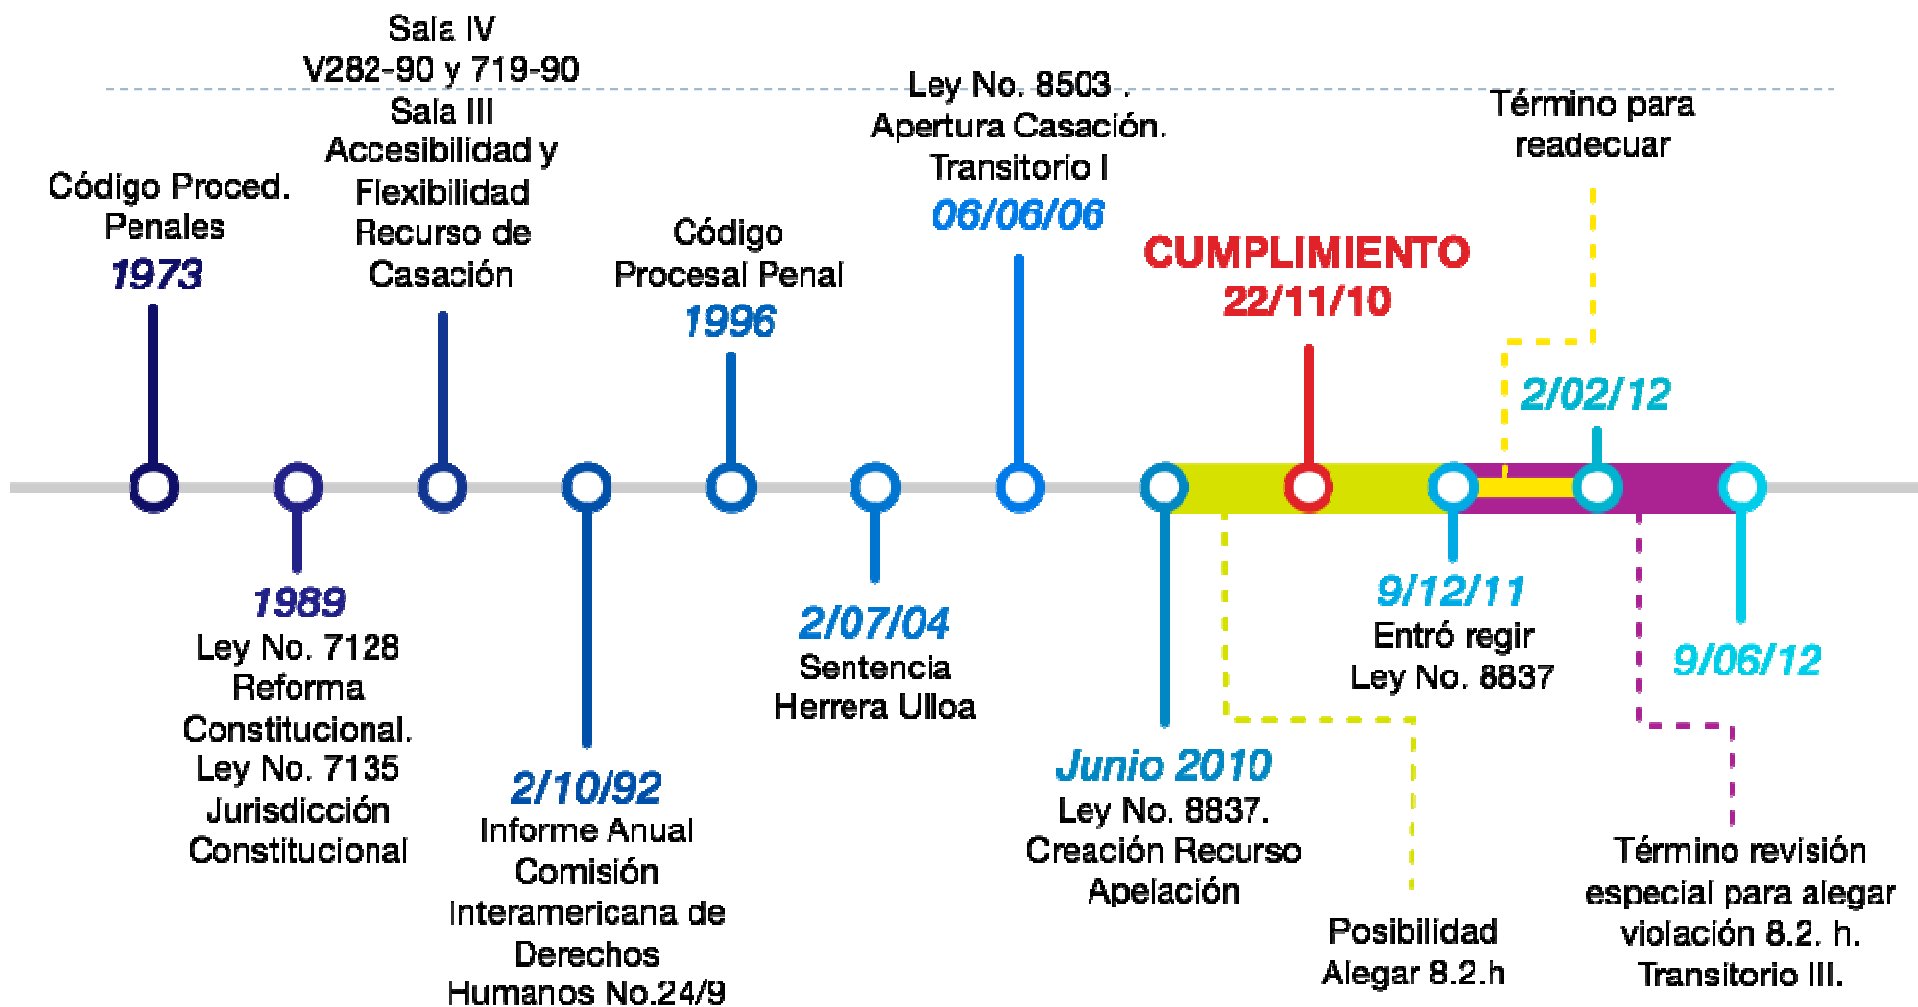 Sala IV
V282-90 y 719-90
Sala III
Accesibilidad y
Flexibilidad
Recurso de
Casación
Código Proced.
Penales
1973
1989
Ley No. 7128
Reforma
Constitucional.
Ley No. 7135
Jurisdicción
Constitucional
2/10/92
Informe Anual
Comisión
Interamericana de
Derechos
Humanos No.24/9
Código
Procesal Penal
1996
2/07/04
Sentencia
Herrera Ulloa
Ley No. 8503 .
Apertura Casación.
Transitorio I
06/06/06
Junio 2010
Ley No. 8837.
Creación Recurso
Apelación
CUMPLIMIENTO
22/11/10
Posibilidad
Alegar 8.2.h
9/12/11
Entró regir
Ley No. 8837
Término para
readecuar
2/02/12
9/06/12
Término revisión
especial para alegar
violación 8.2. h.
Transitorio III.